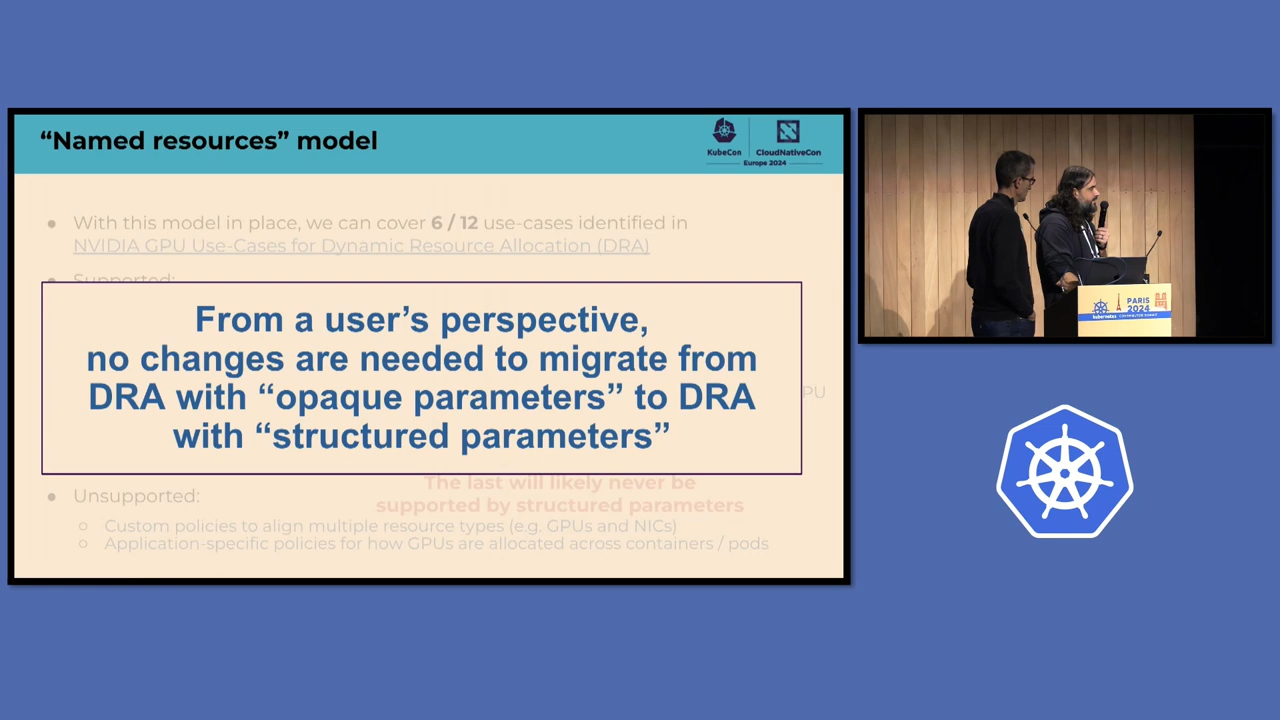 “Named resources” model
KubeCon
CloudNativeCon
Europe 2024
● With this model in place, we can cover 6 / 12 use-cases identified in
NVIDIA GPU Use-Cases for Dynamic Resource Allocation (DRA)
● Supported:
From a user’s perspective,
no changes are needed to migrate from
DRA with “opaque parameters” to DRA
with “structured parameters”
PU
The last will likely never be
supported by structured parameters
● Unsupported:
○ Custom policies to align multiple resource types (e.g. GPUs and NICs)
○ Application-specific policies for how GPUs are allocated across containers / pods
PARIS
2024
kubernetes CONTRIBUTOR SUMMIT